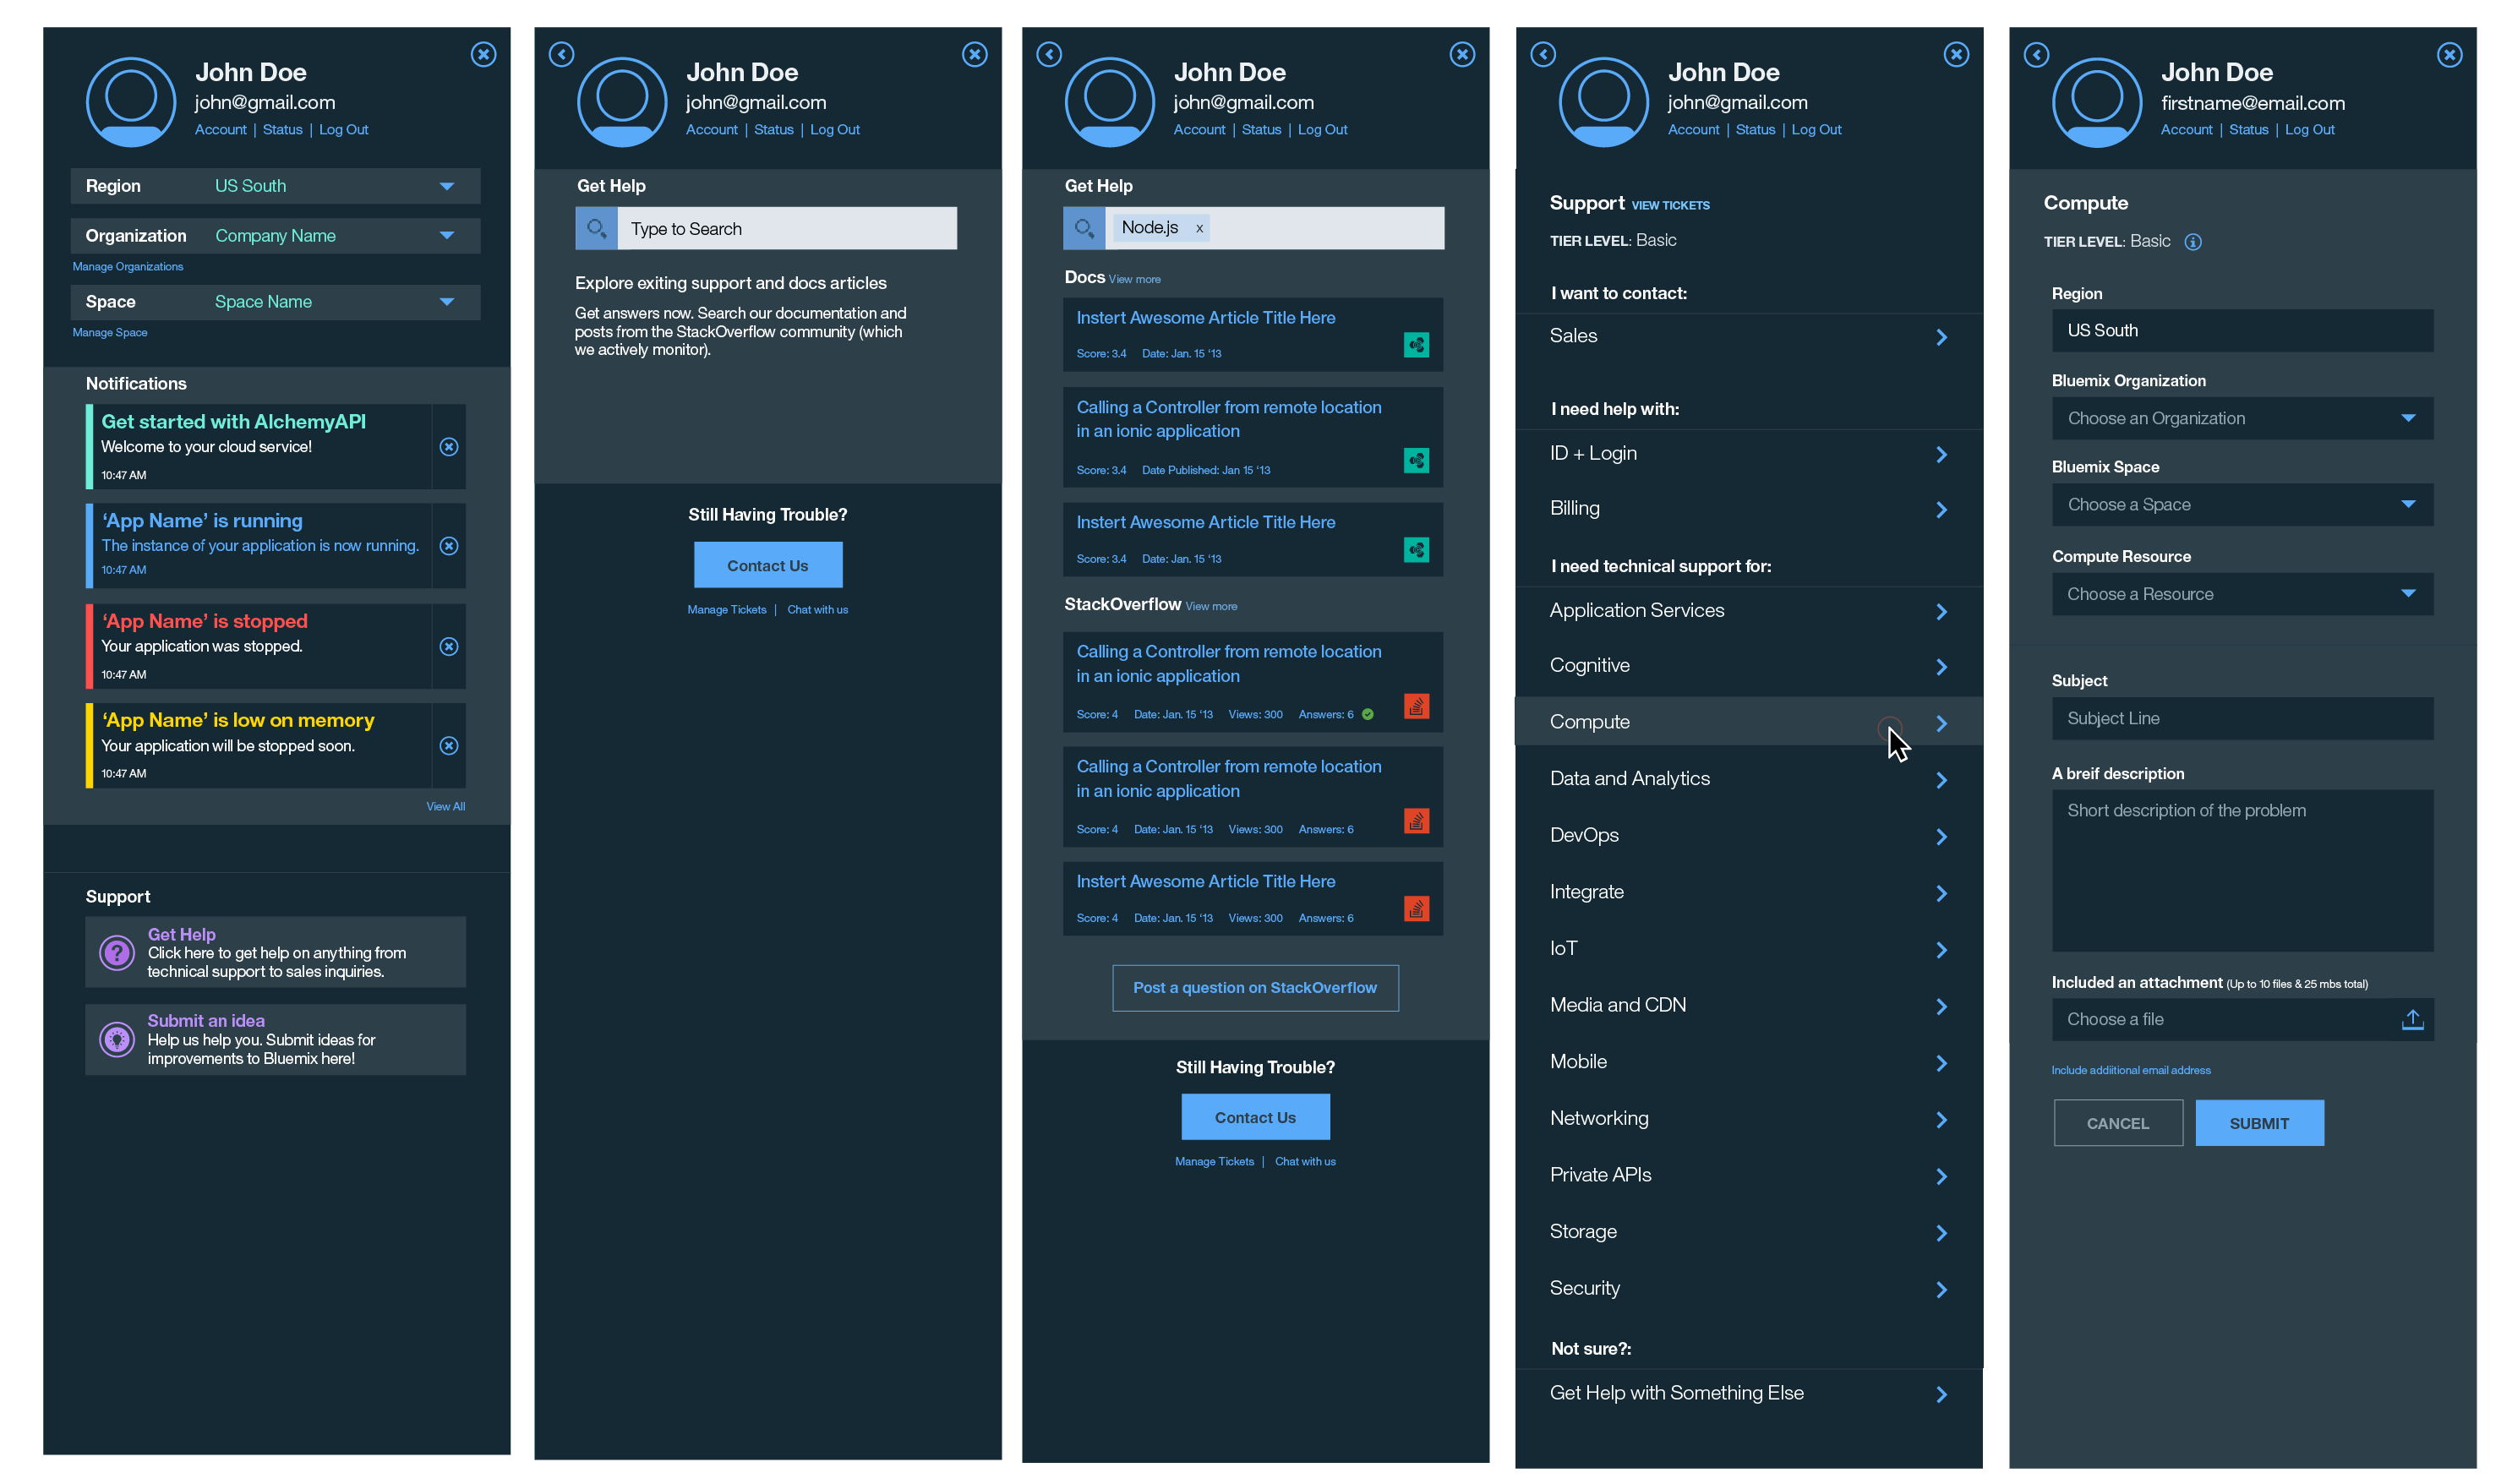 John Doe
john@gmail.com
Account | Status | Log Out
Region US South
Organization Company Name
Manage Organizations
Space Space Name
Manage Space
Notifications
Get started with AlchemyAPI
Welcome to your cloud service!
10:47 AM
‘App Name’ is running
The instance of your application is now running.
10:47 AM
‘App Name’ is stopped
Your application was stopped.
10:47 AM
‘App Name’ is low on memory
Your application will be stopped soon.
10:47 AM
View All
Support
Get Help
Click here to get help on anything from
technical support to sales inquiries.
Submit an idea
Help us help you. Submit ideas for
improvements to Bluemix here!
John Doe
john@gmail.com
Account | Status | Log Out
Get Help
Type to Search
Explore exiting support and docs articles
Get answers now. Search our documentation and
posts from the StackOverflow community (which
we actively monitor).
Still Having Trouble?
Contact Us
Manage Tickets | Chat with us
John Doe
john@gmail.com
Account | Status | Log Out
Get Help
Node.js x
Docs View more
Instert Awesome Article Title Here
Score: 3.4 Date: Jan. 15 ‘13
Calling a Controller from remote location
in an ionic application
Score: 3.4 Date Published: Jan 15 ‘13
Instert Awesome Article Title Here
Score: 3.4 Date: Jan. 15 ‘13
StackOverflow View more
Calling a Controller from remote location
in an ionic application
Score: 4 Date: Jan. 15 ‘13 Views: 300 Answers: 6
Calling a Controller from remote location
in an ionic application
Score: 4 Date: Jan. 15 ‘13 Views: 300 Answers: 6
Instert Awesome Article Title Here
Score: 4 Date: Jan. 15 ‘13 Views: 300 Answers: 6
Post a question on StackOverflow
Still Having Trouble?
Contact Us
Manage Tickets | Chat with us
John Doe
john@gmail.com
Account | Status | Log Out
Support VIEW TICKETS
TIER LEVEL: Basic
I want to contact:
Sales
I need help with:
ID + Login
Billing
I need technical support for:
Application Services
Cognitive
Compute
Data and Analytics
DevOps
Integrate
IoT
Media and CDN
Mobile
Networking
Private APIs
Storage
Security
Not sure?:
Get Help with Something Else
John Doe
firstname@email.com
Account | Status | Log Out
Compute
TIER LEVEL: Basic
Region
US South
Bluemix Organization
Choose an Organization
Bluemix Space
Choose a Space
Compute Resource
Choose a Resource
Subject
Subject Line
A breif description
Short description of the problem
Included an attachment (Up to 10 files & 25 mbs total)
Choose a file
Include addiitional email address
CANCEL SUBMIT